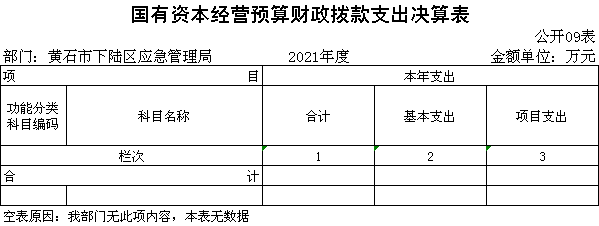 国有资本经营预算财政拨款支出决算表
公开09表
部门：黄石市下陆区应急管理局 2021年度 金额单位：万元
项 目 本年支出
功能分类科目编码 科目名称 合计 基本支出 项目支出
栏次 1 2 3
合 计
空表原因：我部门无此项内容，本表无数据